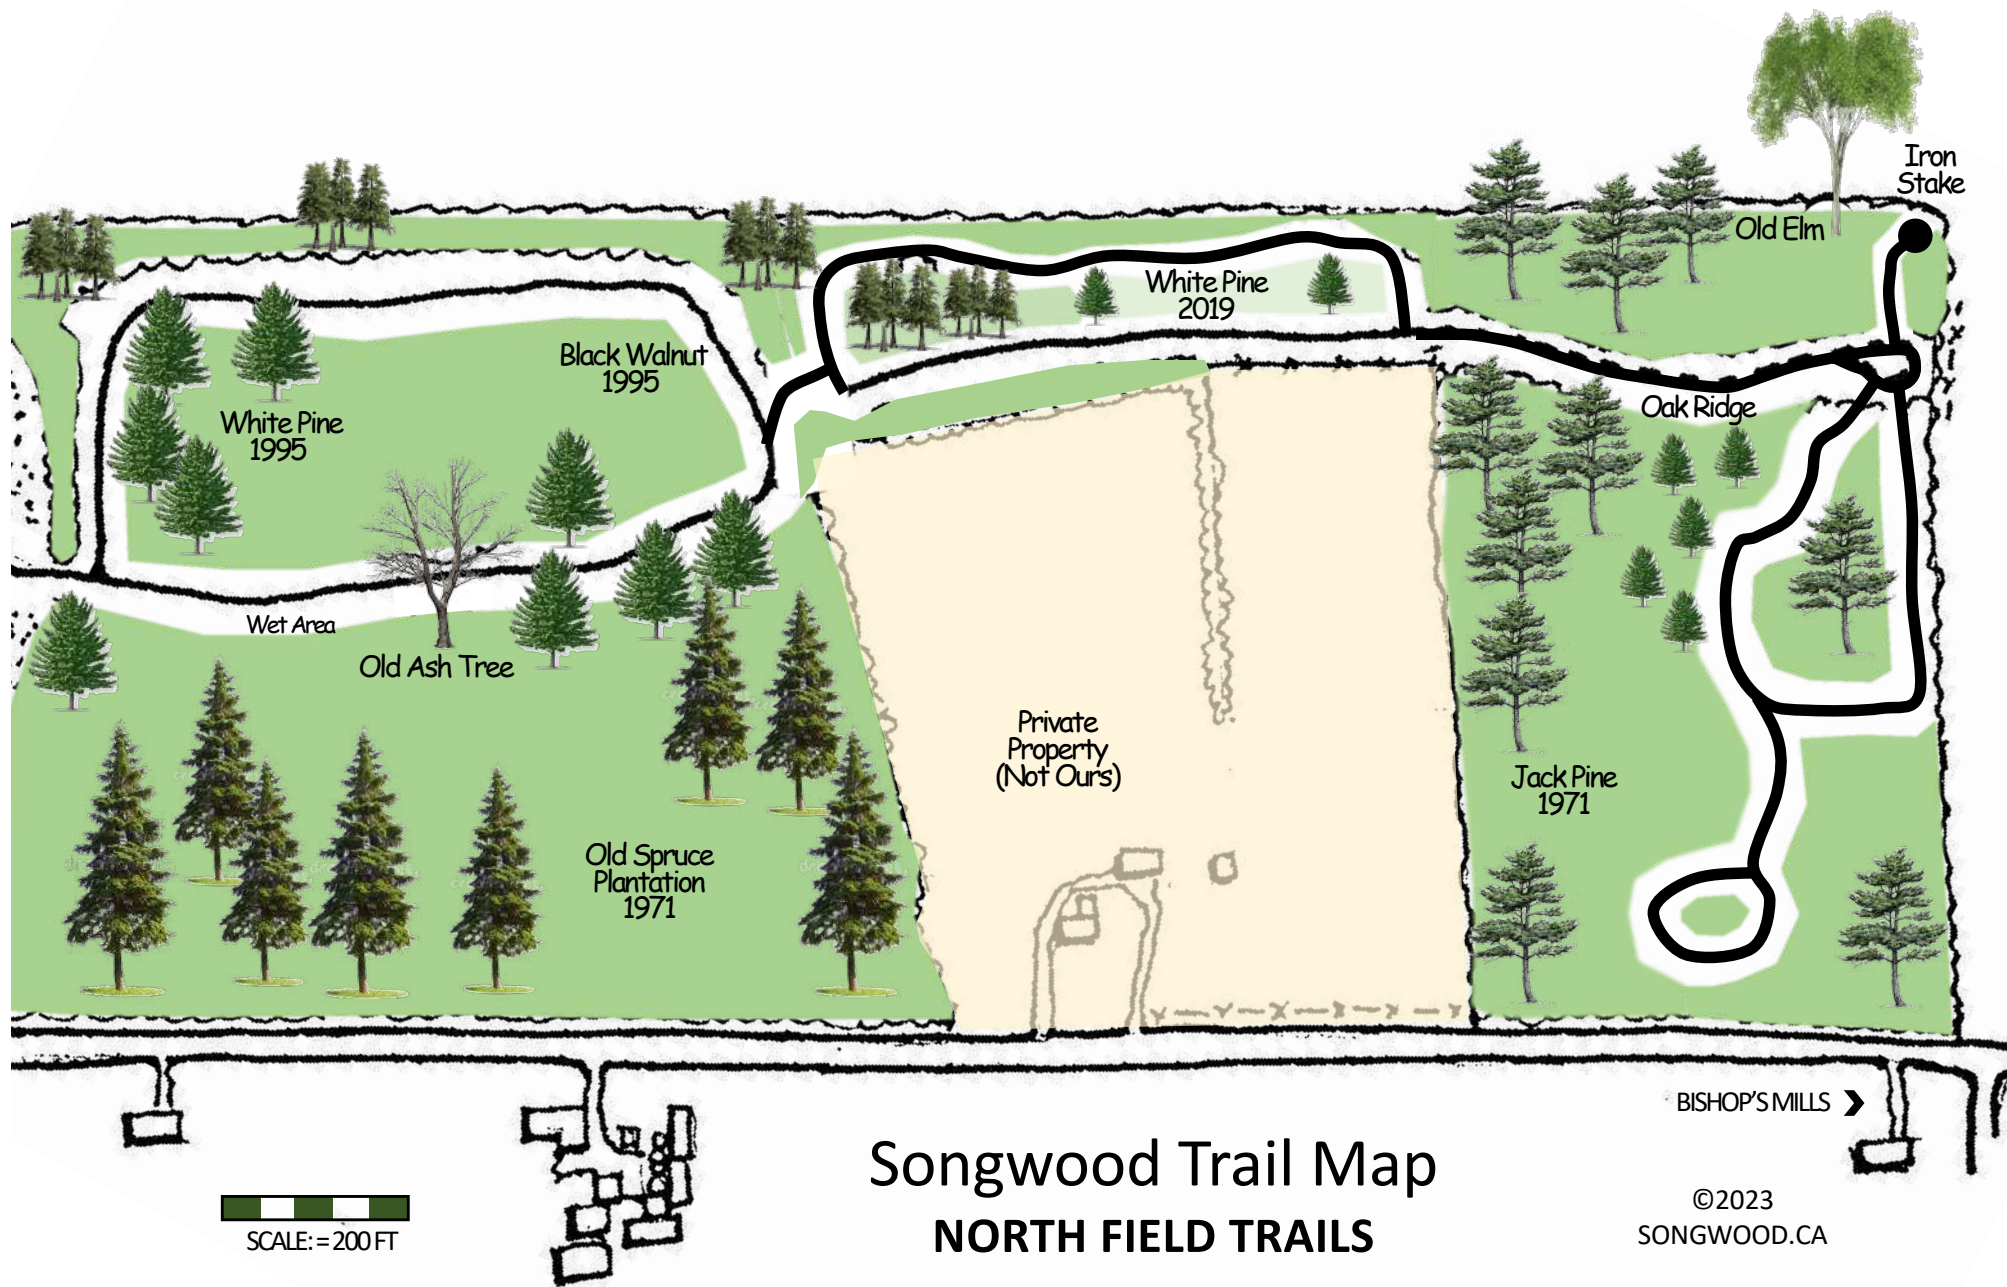 Iron
Stake
Old Elm
White Pine
2019
Black Walnut
1995
White Pine
1995
Oak Ridge
Wet Area
Old Ash Tree
Private
Property
(Not Ours)
Jack Pine
1971
Old Spruce
Plantation
1971
BISHOP'S MILLS
Songwood Trail Map
NORTH FIELD TRAILS
SCALE: = 200 FT
©2023
SONGWOOD.CA